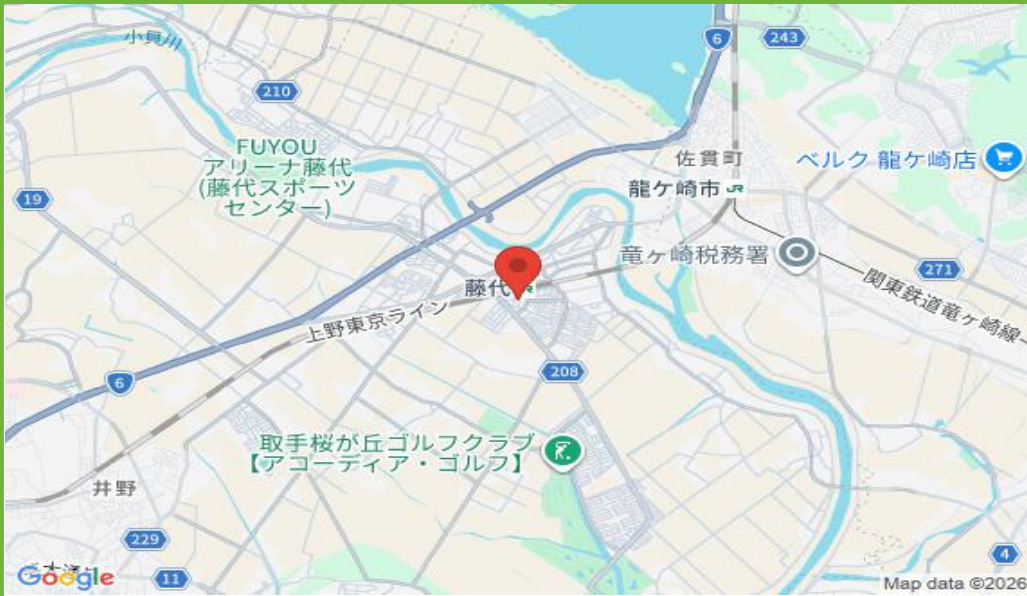 小貝川
6
243
210
FUYOU
アリーナ藤代
(藤代スポーツ
センター)
佐貫町
ベルク 龍ケ崎店
19
龍ケ崎市
JR
竜ヶ崎税務署
271
藤代
関東鉄道竜ヶ崎線
上野東京ライン
208
6
取手桜が丘ゴルフクラブ
【アコーディア・ゴルフ】
井野
229
4
Google
11
Map data ©2026